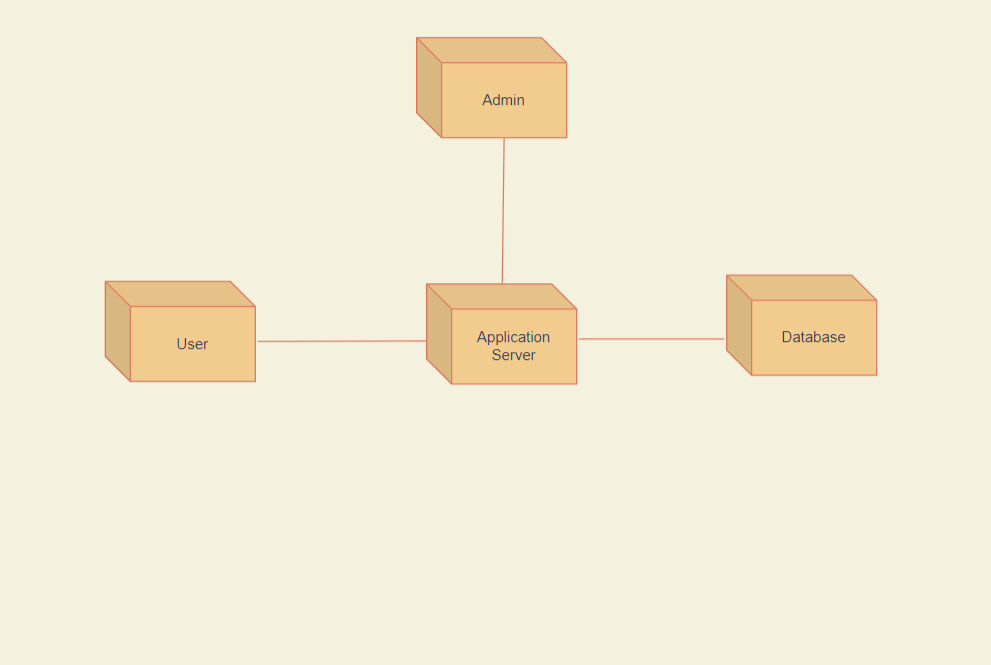 Admin
User
Application
Server
Database